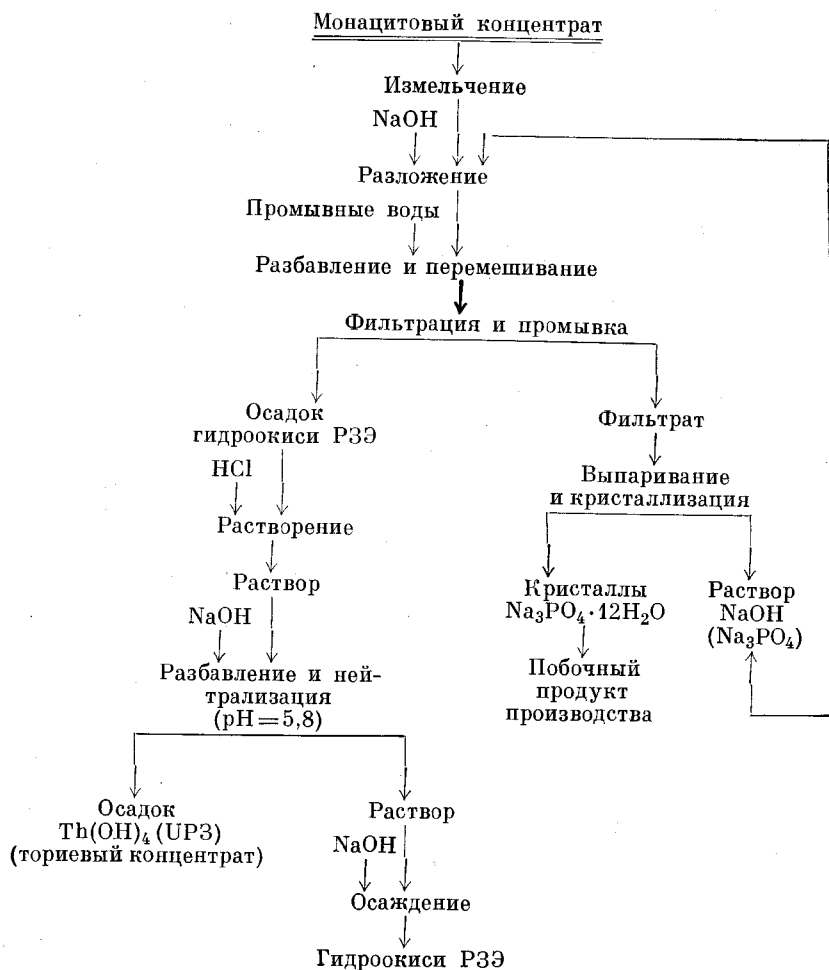 Монацитовый концентрат
Измельчение
NaOH
Разложение
Промывные воды
Разбавление и перемешивание
Фильтрация и промывка
Осадок
гидроокиси РЗЭ
HCl
Растворение
Раствор
NaOH
Разбавление и ней-
трализация
(pH=5,8)
Осадок
Th(OH)₄ (UРЗ)
(ториевый концентрат)
Раствор
NaOH
Осаждение
Гидроокиси РЗЭ
Фильтрат
Выпаривание
и кристаллизация
Кристаллы
Na₃PO₄·12H₂O
Побочный
продукт
производства
Раствор
NaOH
(Na₃PO₄)